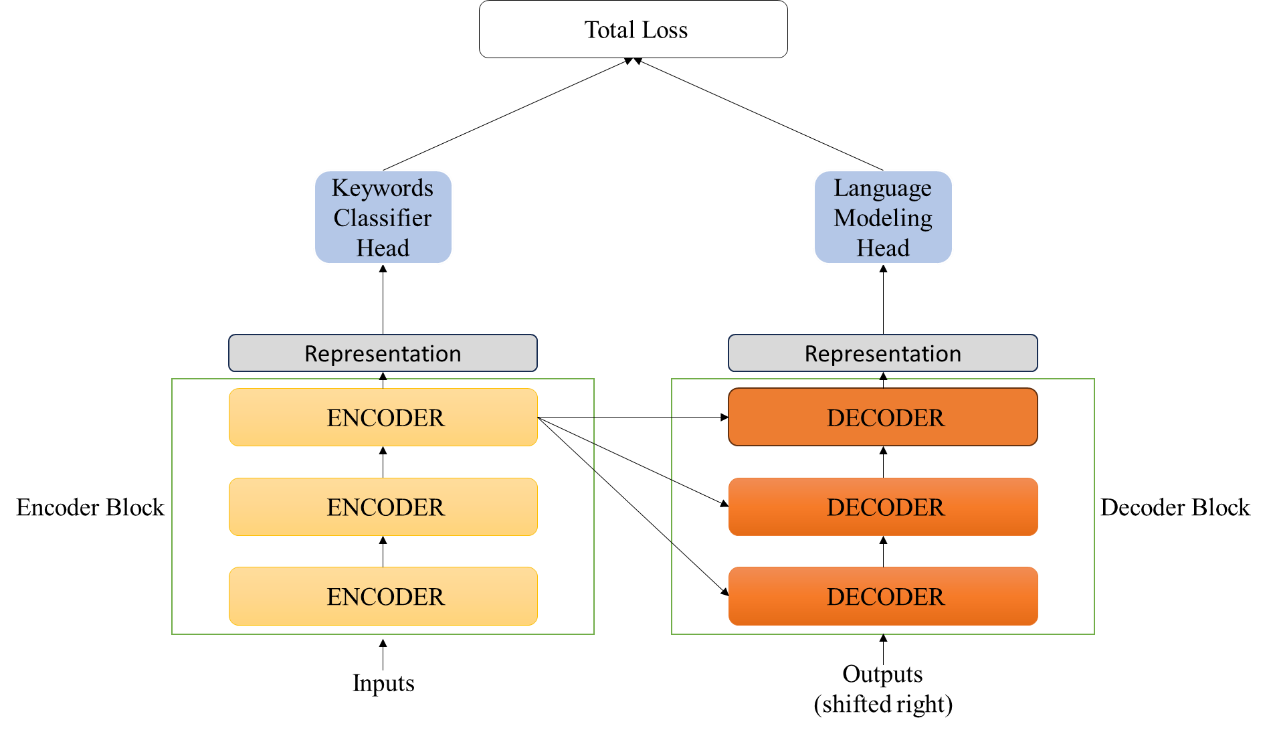 Total Loss
Keywords
Classifier
Head
Language
Modeling
Head
Representation
Representation
ENCODER
DECODER
Encoder Block
ENCODER
DECODER
Decoder Block
ENCODER
DECODER
Inputs
Outputs
(shifted right)